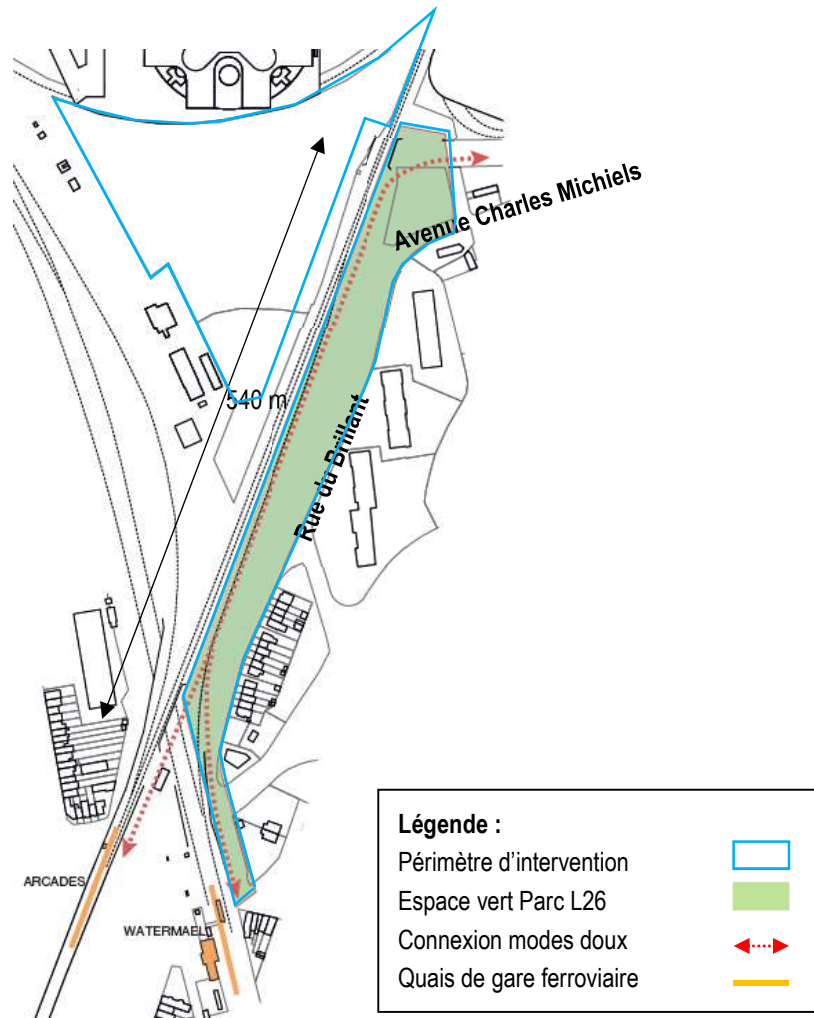 Avenue Charles Michiels
540 m
Rue du Brillant
ARCADES
WATERMAEL
Légende :
Périmètre d'intervention
Espace vert Parc L26
Connexion modes doux
Quais de gare ferroviaire